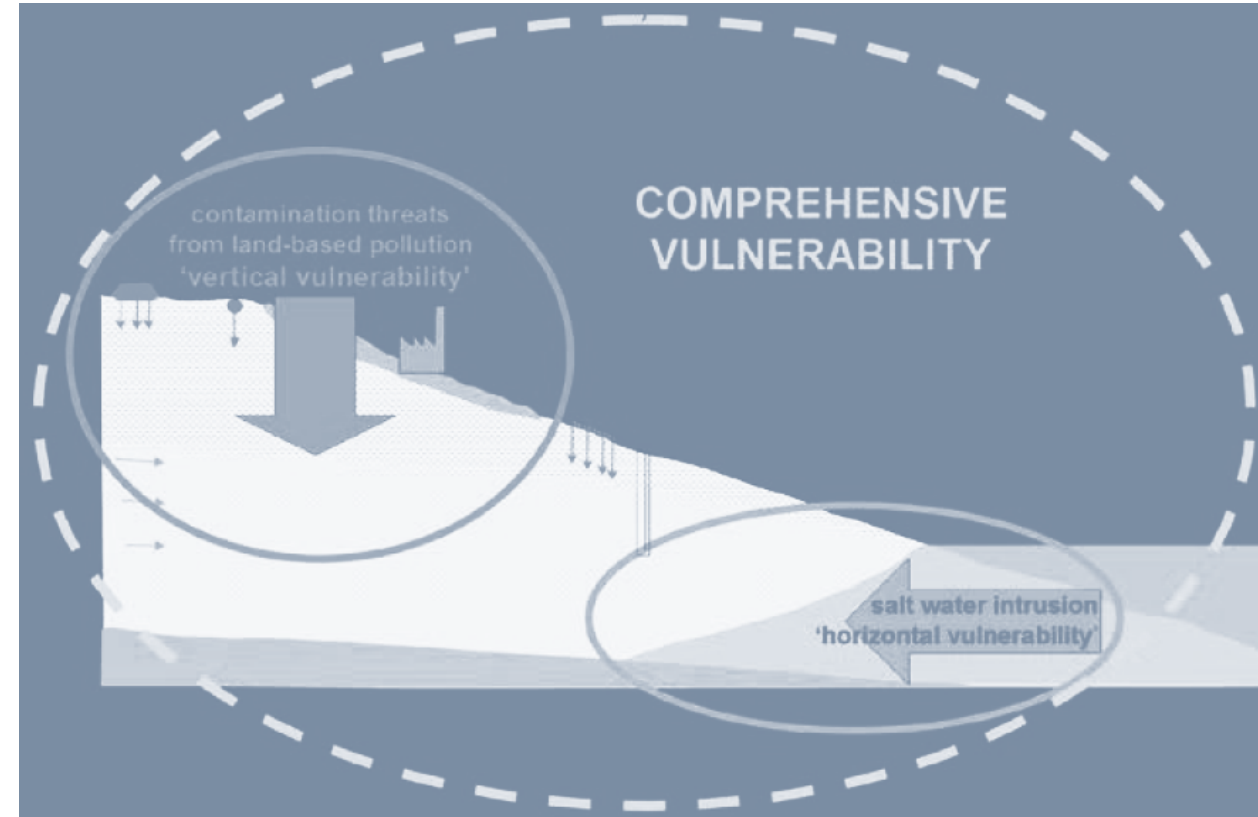 contamination threats
from land-based pollution
'vertical vulnerability'
COMPREHENSIVE
VULNERABILITY
salt water intrusion
'horizontal vulnerability'